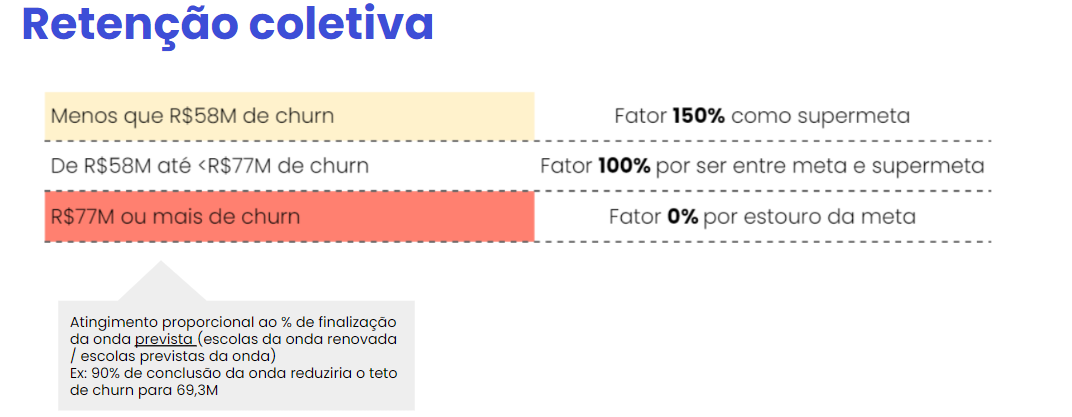 Retenção coletiva
Menos que R$58M de churn
Fator 150% como supermeta
De R$58M até <R$77M de churn
Fator 100% por ser entre meta e supermeta
R$77M ou mais de churn
Fator 0% por estouro da meta
Atingimento proporcional ao % de finalização
da onda prevista (escolas da onda renovada
/ escolas previstas da onda)
Ex: 90% de conclusão da onda reduziria o teto
de churn para 69,3M